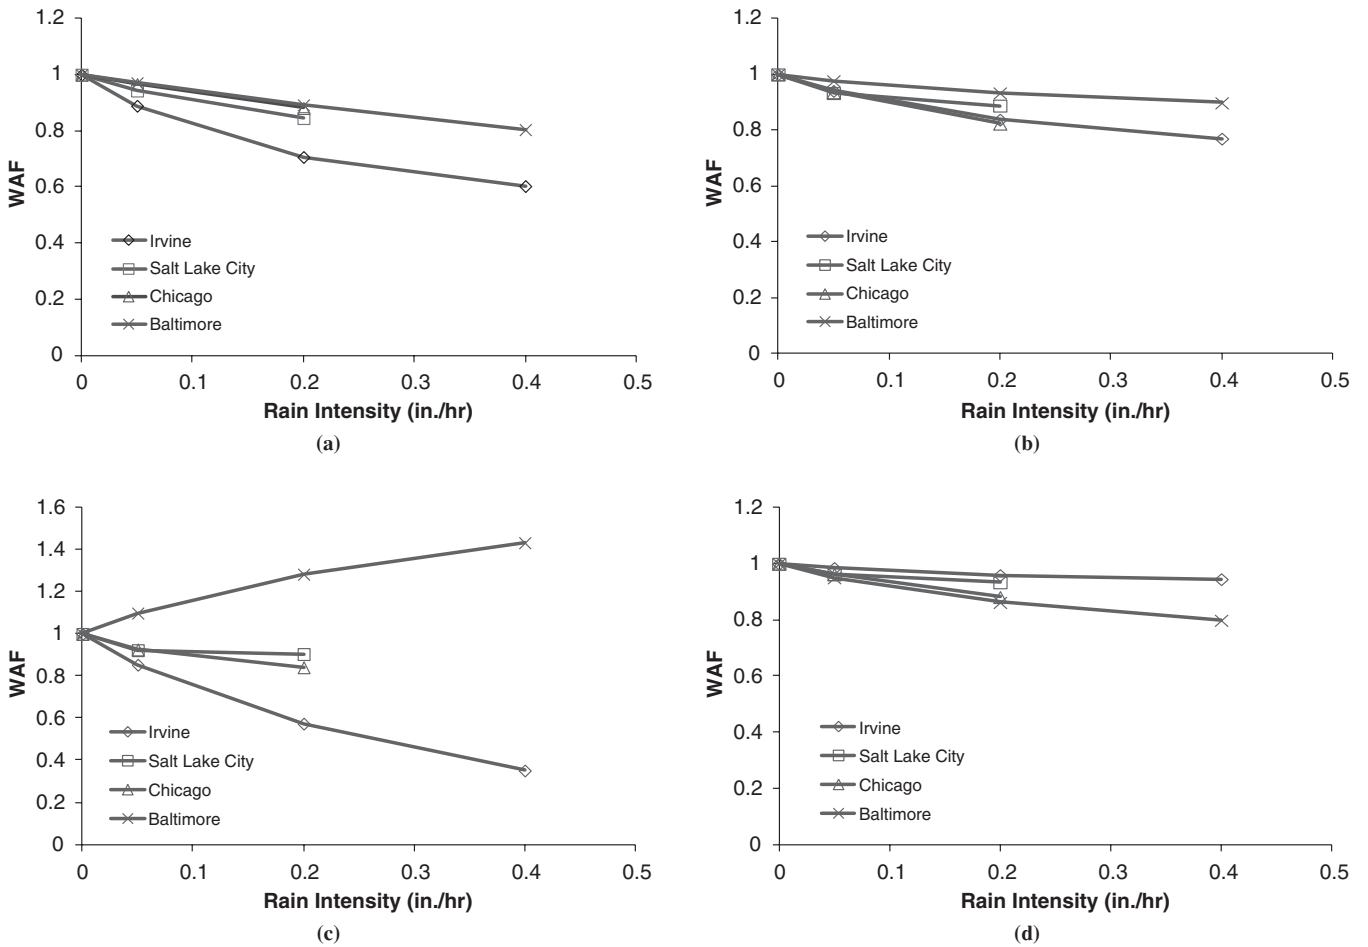 1.2
1
0.8
0.6
0.4
0.2
0
WAF
Irvine
Salt Lake City
Chicago
Baltimore
0 0.1 0.2 0.3 0.4 0.5
Rain Intensity (in./hr)
(a)
1.2
1
0.8
0.6
0.4
0.2
0
WAF
Irvine
Salt Lake City
Chicago
Baltimore
0 0.1 0.2 0.3 0.4 0.5
Rain Intensity (in./hr)
(b)
1.6
1.4
1.2
1
0.8
0.6
0.4
0.2
0
WAF
Irvine
Salt Lake City
Chicago
Baltimore
0 0.1 0.2 0.3 0.4 0.5
Rain Intensity (in./hr)
(c)
1.2
1
0.8
0.6
0.4
0.2
0
WAF
Irvine
Salt Lake City
Chicago
Baltimore
0 0.1 0.2 0.3 0.4 0.5
Rain Intensity (in./hr)
(d)